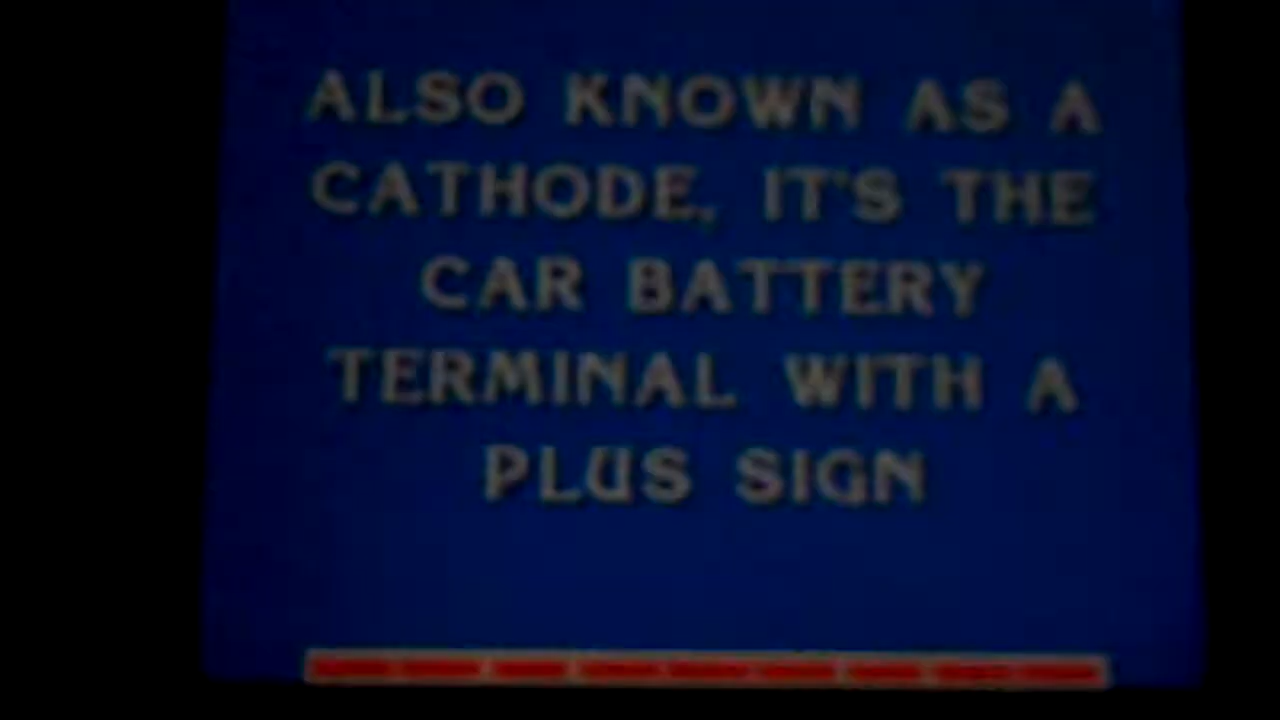 ALSO KNOWN AS A
CATHODE, IT'S THE
CAR BATTERY
TERMINAL WITH A
PLUS SIGN